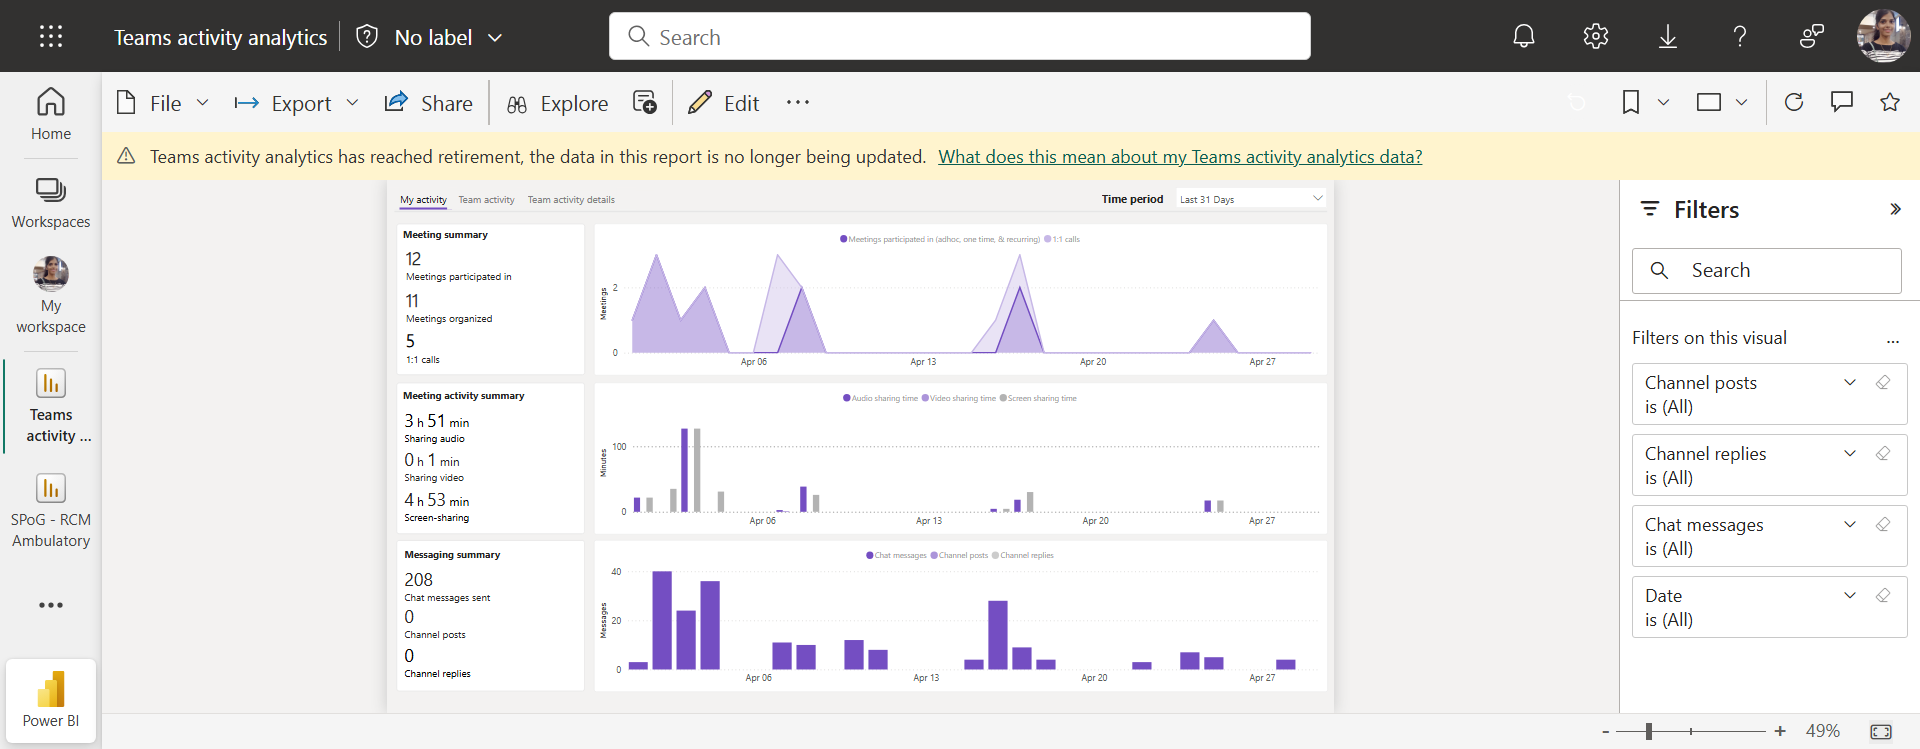 Teams activity analytics No label Search
File Export Share Explore Edit
Home
Workspaces
My
workspace
Teams
activity ...
SPoG - RCM
Ambulatory
Power BI
Teams activity analytics has reached retirement, the data in this report is no longer being updated. What does this mean about my Teams activity analytics data?
My activity Team activity Team activity details
Time period Last 31 Days
Meeting summary
12
Meetings participated in
11
Meetings organized
5
1:1 calls
Meetings participated in (adhoc, one time, & recurring) 1:1 calls
Meetings
2
0
Apr 06 Apr 13 Apr 20 Apr 27
Meeting activity summary
3 h 51 min
Sharing audio
0 h 1 min
Sharing video
4 h 53 min
Screen-sharing
Audio sharing time Video sharing time Screen sharing time
Minutes
100
0
Apr 06 Apr 13 Apr 20 Apr 27
Messaging summary
208
Chat messages sent
0
Channel posts
0
Channel replies
Chat messages Channel posts Channel replies
Messages
40
20
0
Apr 06 Apr 13 Apr 20 Apr 27
Filters
Search
Filters on this visual ...
Channel posts
is (All)
Channel replies
is (All)
Chat messages
is (All)
Date
is (All)
- + 49%